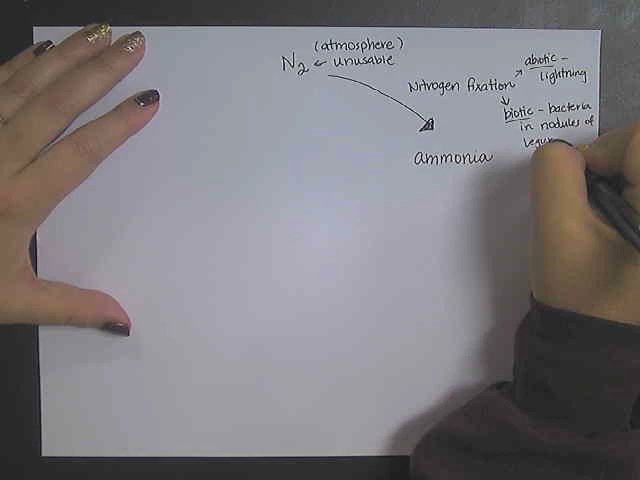 (atmosphere)
N2 ← unusable
Nitrogen fixation
abiotic -
lightning
biotic - bacteria
in nodules of
ammonia